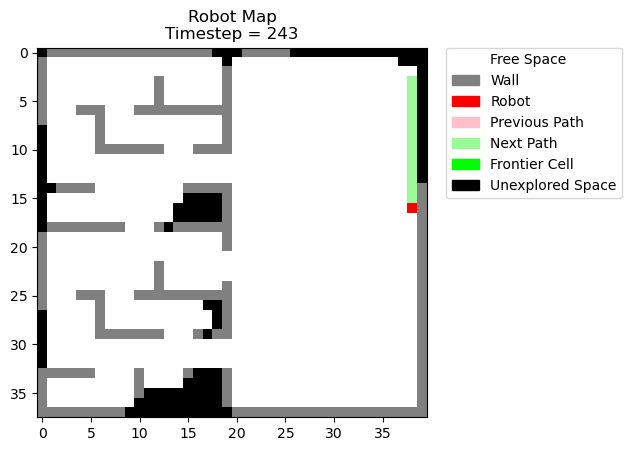 Robot Map
Timestep = 243
Free Space
Wall
Robot
Previous Path
Next Path
Frontier Cell
Unexplored Space
0
5
10
15
20
25
30
35
0
5
10
15
20
25
30
35